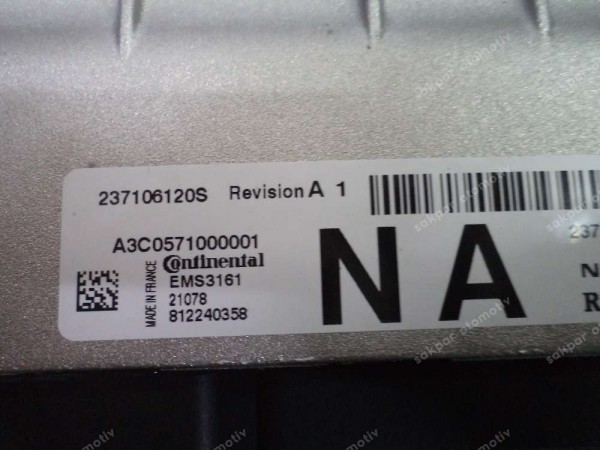 237106120S Revision A 1
237
A3C0571000001
Continental
EMS3161
21078
812240358
MADE IN FRANCE
NA
N
R
sakpar otomotiv